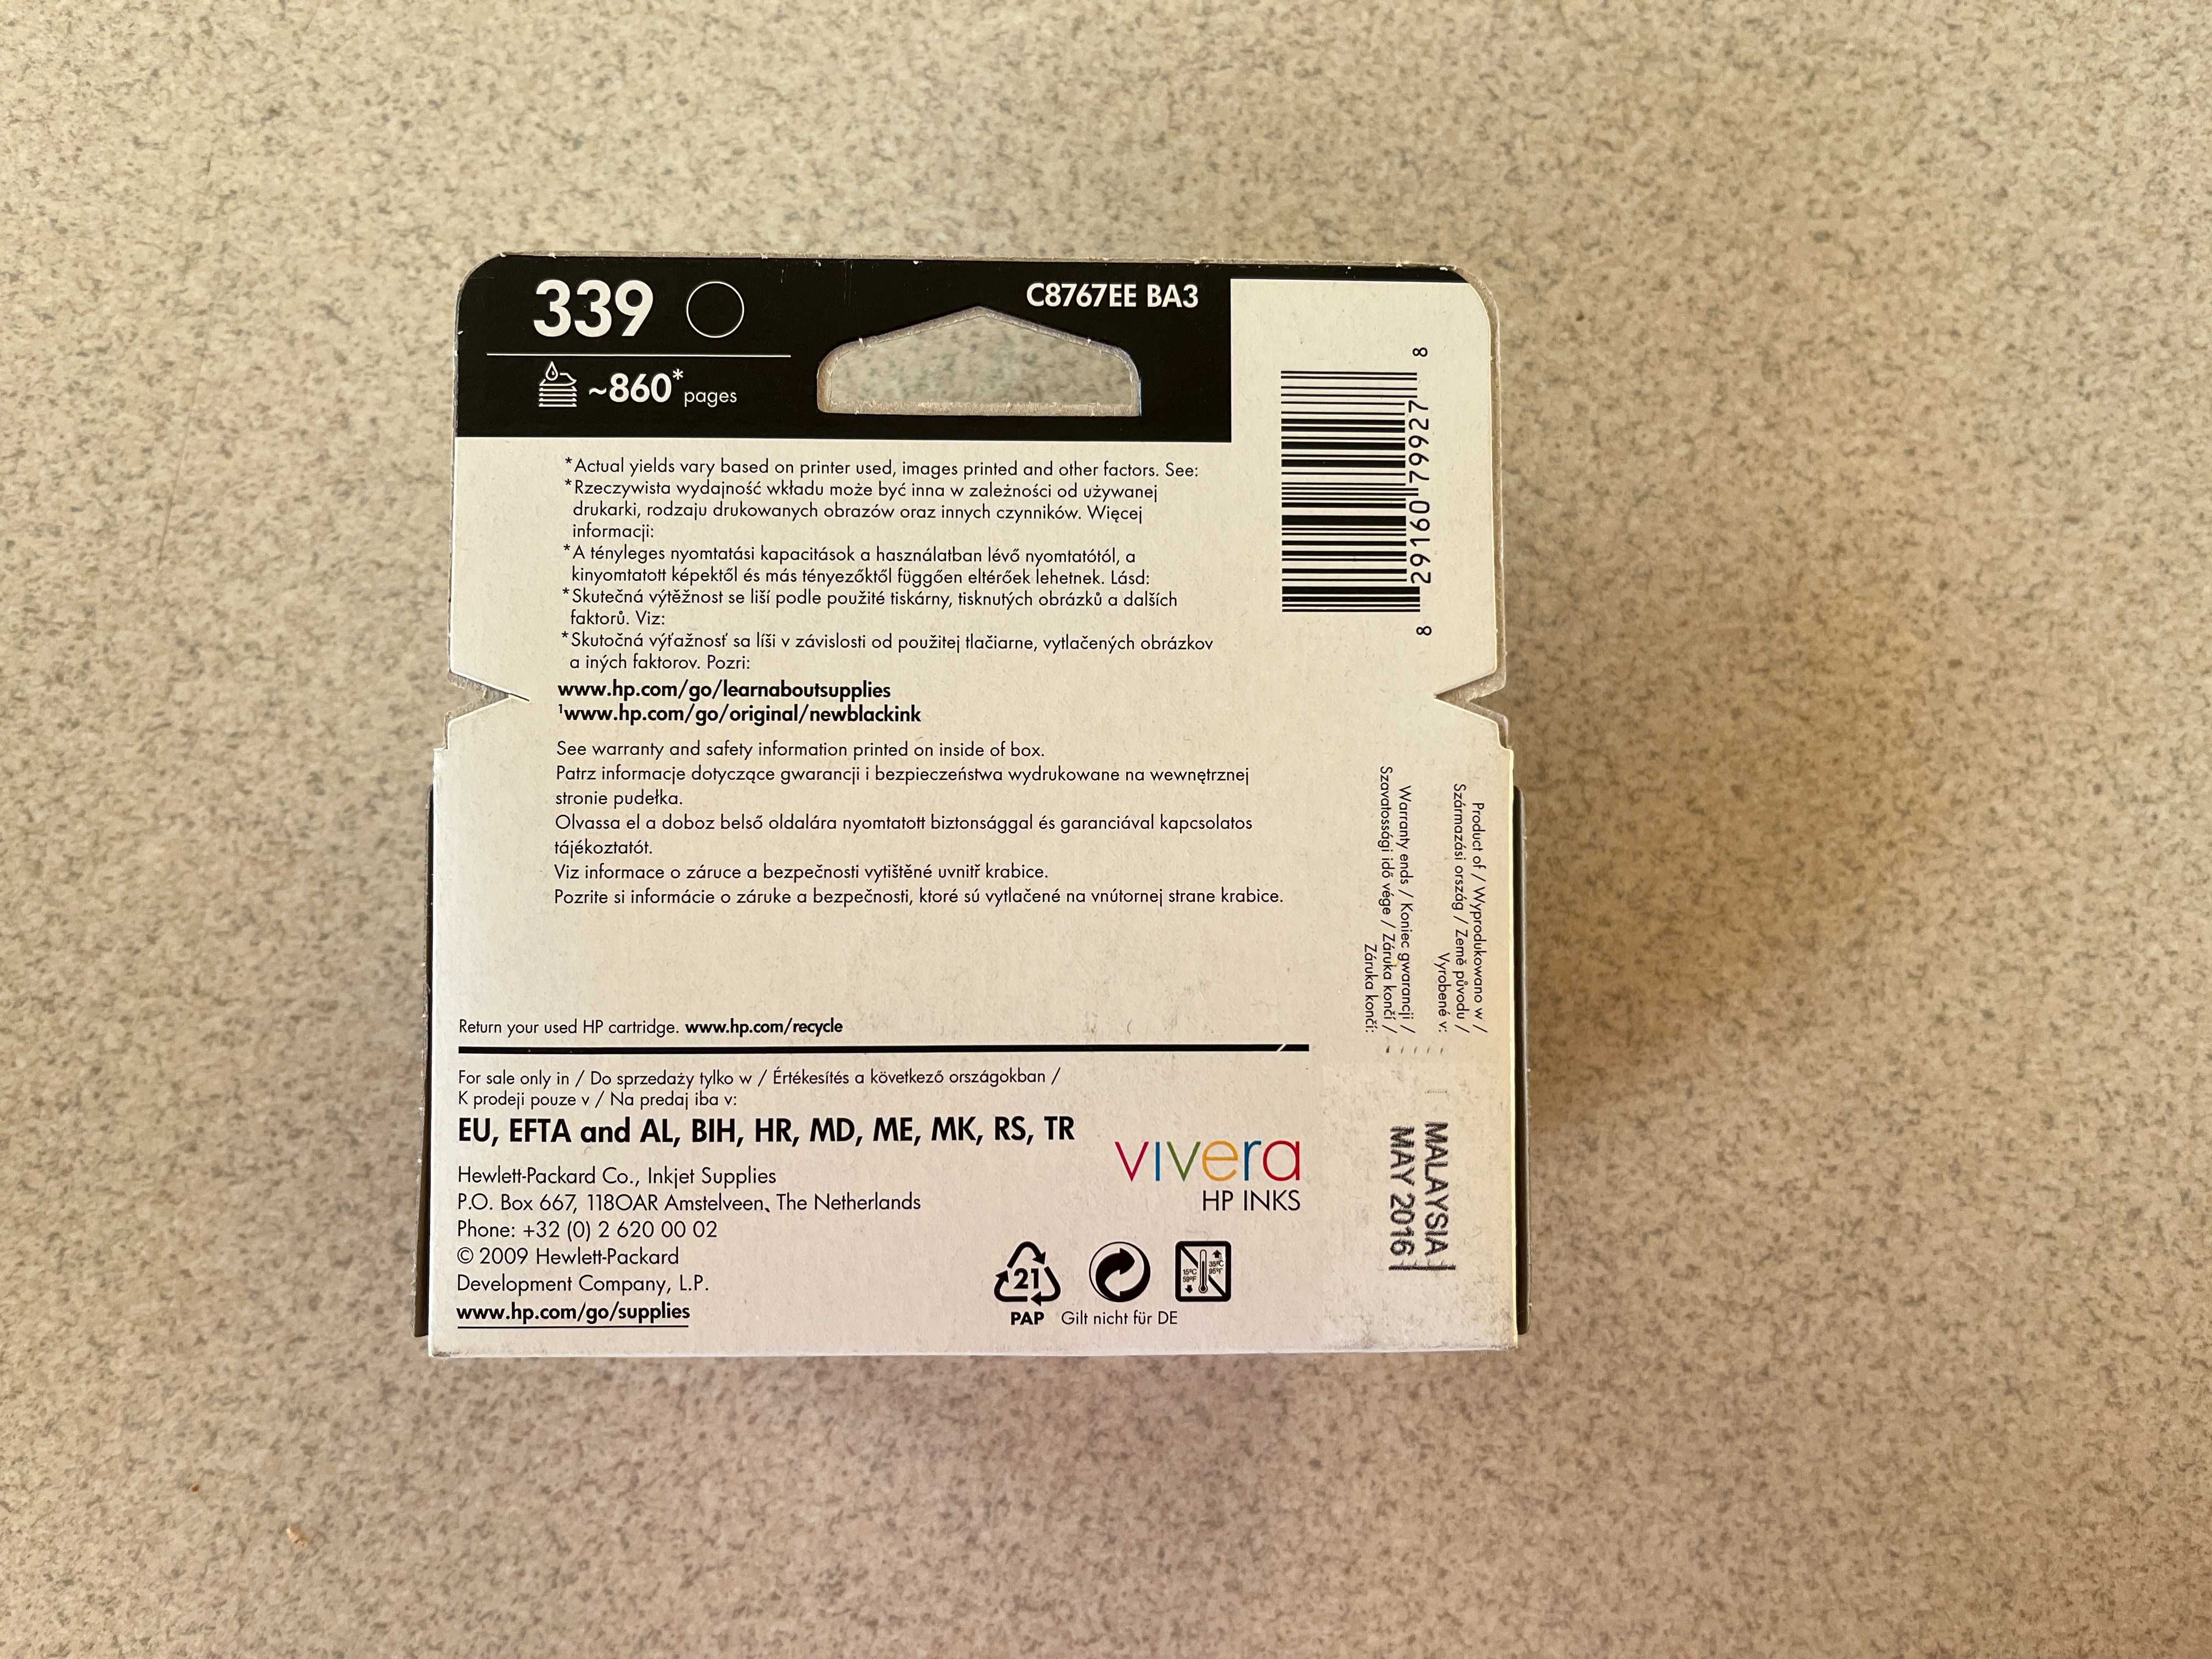 339
C8767EE BA3
~860* pages
8 29160 79927 8
*Actual yields vary based on printer used, images printed and other factors. See:
*Rzeczywista wydajność wkładu może być inna w zależności od używanej
drukarki, rodzaju drukowanych obrazów oraz innych czynników. Więcej
informacji:
*A tényleges nyomtatási kapacitások a használatban lévő nyomtatótól, a
kinyomtatott képektől és más tényezőktől függően eltérőek lehetnek. Lásd:
*Skutečná výtěžnost se liší podle použité tiskárny, tisknutých obrázků a dalších
faktorů. Viz:
*Skutočná výťažnosť sa líši v závislosti od použitej tlačiarne, vytlačených obrázkov
a iných faktorov. Pozri:
www.hp.com/go/learnaboutsupplies
¹www.hp.com/go/original/newblackink
See warranty and safety information printed on inside of box.
Patrz informacje dotyczące gwarancji i bezpieczeństwa wydrukowane na wewnętrznej
stronie pudełka.
Olvassa el a doboz belső oldalára nyomtatott biztonsággal és garanciával kapcsolatos
tájékoztatót.
Viz informace o záruce a bezpečnosti vytištěné uvnitř krabice.
Pozrite si informácie o záruke a bezpečnosti, ktoré sú vytlačené na vnútornej strane krabice.
Product of / Wyprodukowano w /
Származási ország / Země původu /
Vyrobené v:
Warranty ends / Koniec gwarancji /
Szavatossági idő vége / Záruka končí /
Záruka končí:
MALAYSIA
MAY 2016
Return your used HP cartridge. www.hp.com/recycle
For sale only in / Do sprzedaży tylko w / Értékesítés a következő országokban /
K prodeji pouze v / Na predaj iba v:
EU, EFTA and AL, BIH, HR, MD, ME, MK, RS, TR
Hewlett-Packard Co., Inkjet Supplies
P.O. Box 667, 118OAR Amstelveen, The Netherlands
Phone: +32 (0) 2 620 00 02
© 2009 Hewlett-Packard
Development Company, L.P.
www.hp.com/go/supplies
vivera
HP INKS
21
PAP
Gilt nicht für DE
15°C
59°F
35°C
95°F